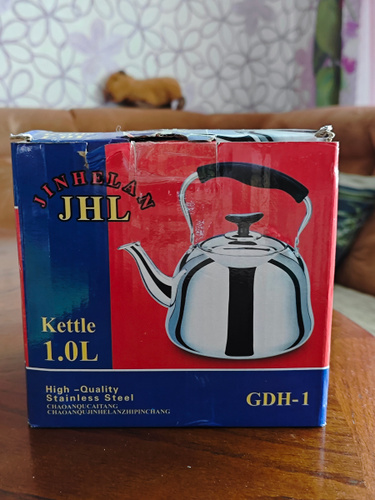 JINHELAN
JHL
Kettle
1.0L
High-Quality
Stainless Steel
CHAOANQUCAITANG
CHAOANQUJINHELANZHIPINCHANG
GDH-1